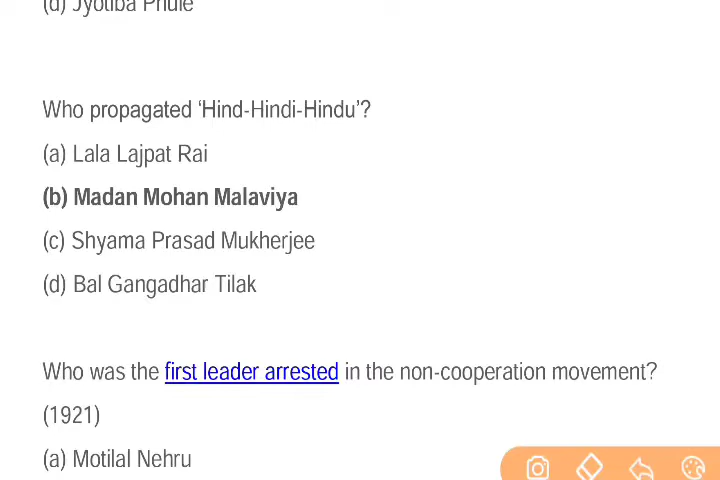 (d) Jyotiba Phule
Who propagated ‘Hind-Hindi-Hindu’?
(a) Lala Lajpat Rai
(b) Madan Mohan Malaviya
(c) Shyama Prasad Mukherjee
(d) Bal Gangadhar Tilak
Who was the first leader arrested in the non-cooperation movement?
(1921)
(a) Motilal Nehru